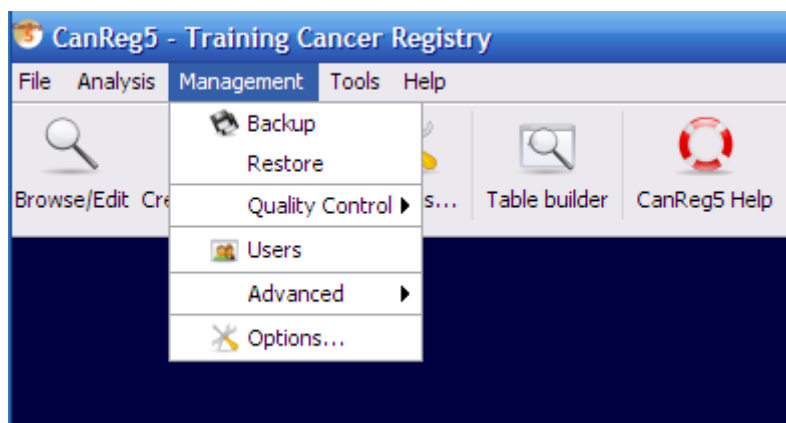 CanReg5 - Training Cancer Registry
File Analysis Management Tools Help
Backup
Restore
Browse/Edit Cre s... Table builder CanReg5 Help
Quality Control
Users
Advanced
Options...